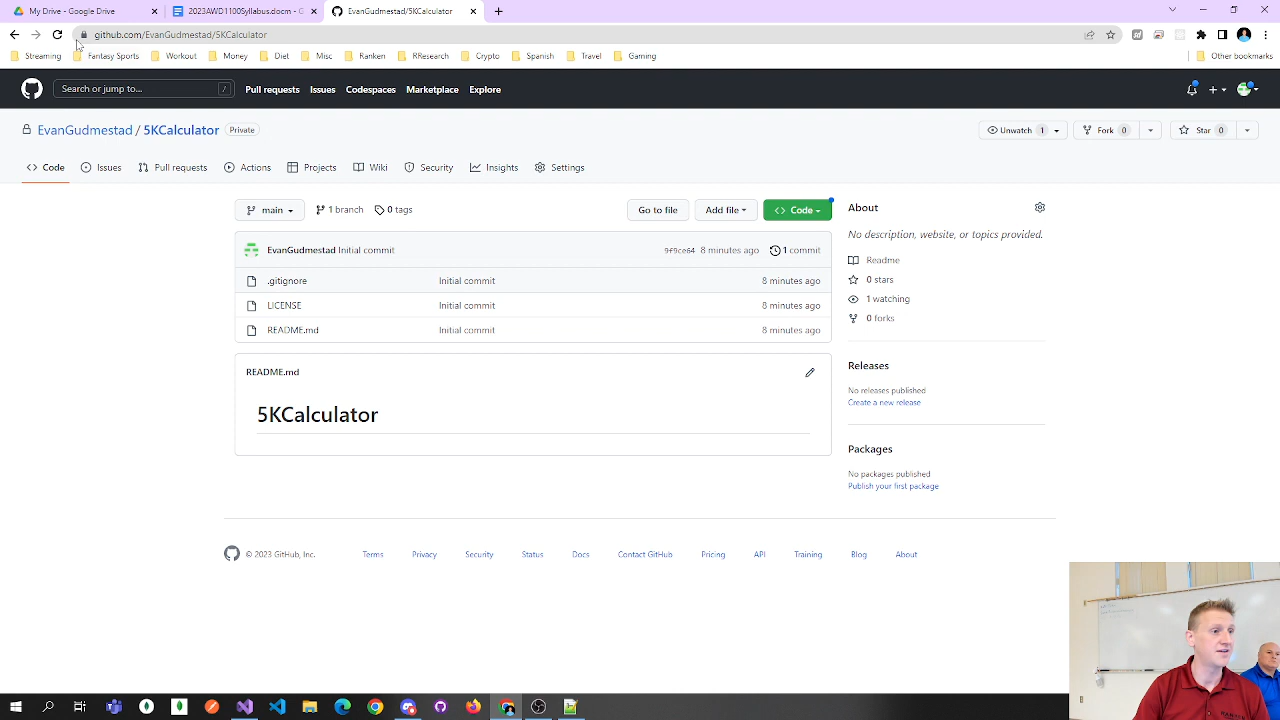 My Drive - Google Drive
2023AWD1100Syllabus.docm - G
EvanGudmestad/5KCalculator
github.com/EvanGudmestad/5KCalculator
Streaming Fantasy Sports Workout Money Diet Misc Ranken RResearch Crypto Spanish Travel Gaming Other bookmarks
Search or jump to... / Pull requests Issues Codespaces Marketplace Explore
EvanGudmestad / 5KCalculator Private
Unwatch 1 Fork 0 Star 0
Code Issues Pull requests Actions Projects Wiki Security Insights Settings
main 1 branch 0 tags Go to file Add file Code
EvanGudmestad Initial commit 9f9ce64 8 minutes ago 1 commit
.gitignore Initial commit 8 minutes ago
LICENSE Initial commit 8 minutes ago
README.md Initial commit 8 minutes ago
README.md
5KCalculator
About
No description, website, or topics provided.
Readme
0 stars
1 watching
0 forks
Releases
No releases published
Create a new release
Packages
No packages published
Publish your first package
© 2023 GitHub, Inc. Terms Privacy Security Status Docs Contact GitHub Pricing API Training Blog About